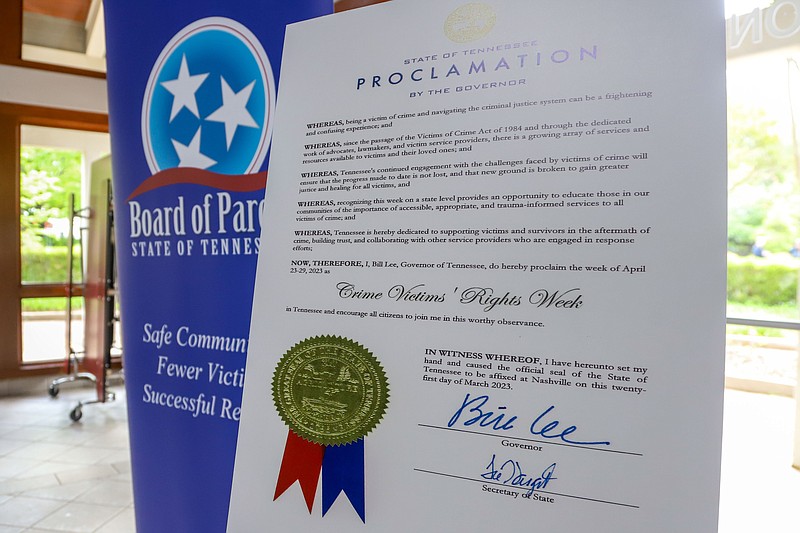 Board of Paro
STATE OF TENNES
Safe Commun
Fewer Victi
Successful Re
STATE OF TENNESSEE
PROCLAMATION
BY THE GOVERNOR
WHEREAS, being a victim of crime and navigating the criminal justice system can be a frightening
and confusing experience; and
WHEREAS, since the passage of the Victims of Crime Act of 1984 and through the dedicated
work of advocates, lawmakers, and victim service providers, there is a growing array of services and
resources available to victims and their loved ones; and
WHEREAS, Tennessee's continued engagement with the challenges faced by victims of crime will
ensure that the progress made to date is not lost, and that new ground is broken to gain greater
justice and healing for all victims, and
WHEREAS, recognizing this week on a state level provides an opportunity to educate those in our
communities of the importance of accessible, appropriate, and trauma-informed services to all
victims of crime; and
WHEREAS, Tennessee is hereby dedicated to supporting victims and survivors in the aftermath of
crime, building trust, and collaborating with other service providers who are engaged in response
efforts;
NOW, THEREFORE, I, Bill Lee, Governor of Tennessee, do hereby proclaim the week of April
23-29, 2023 as
Crime Victims' Rights Week
in Tennessee and encourage all citizens to join me in this worthy observance.
IN WITNESS WHEREOF, I have hereunto set my
hand and caused the official seal of the State of
Tennessee to be affixed at Nashville on this twenty-
first day of March 2023.
Bill Lee
Governor
Secretary of State